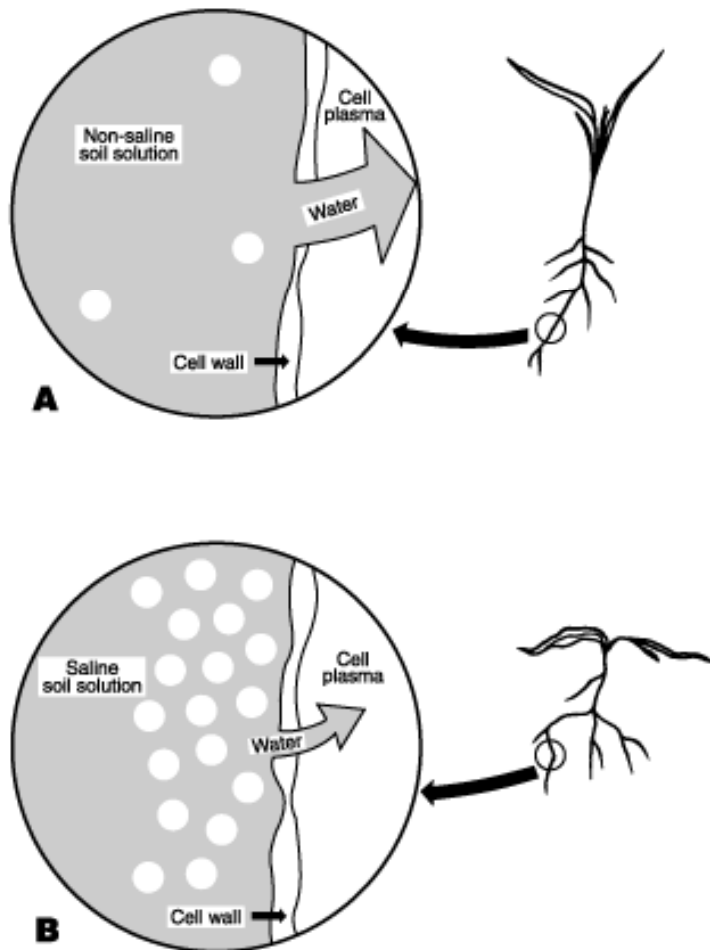 Cell
plasma
Non-saline
soil solution
Water
Cell wall
A
Saline
soil solution
Cell
plasma
Water
Cell wall
B